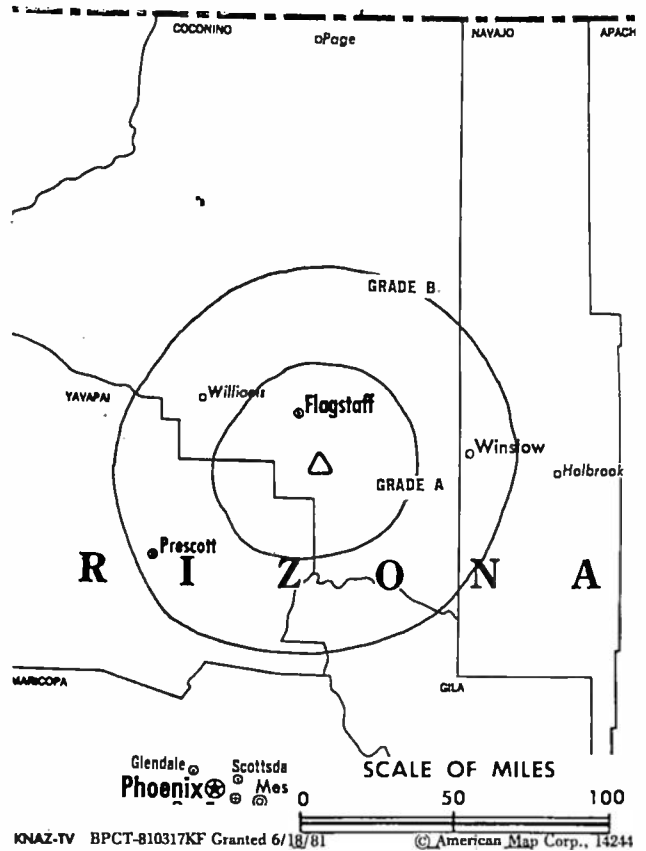 COCONINO
Page
NAVAJO
APACH
GRADE B
YAVAPAI
Williams
Flagstaff
Winslow
GRADE A
Holbrook
Prescott
R I Z O N A
MARICOPA
GILA
Glendale
Scottsda
Phoenix
Mes
SCALE OF MILES
0 50 100
KNAZ-TV BPCT-810317KF Granted 6/18/81 © American Map Corp., 14244